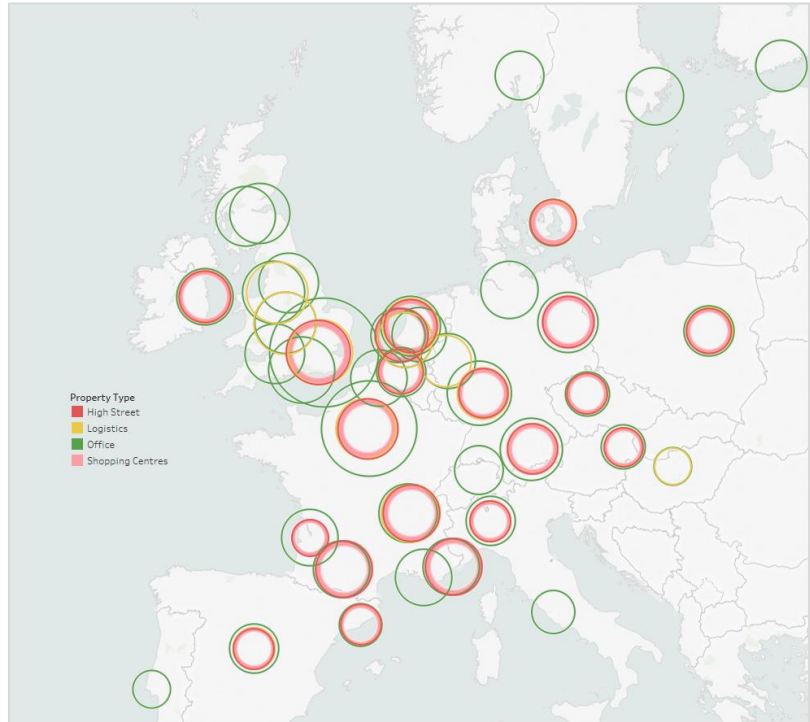 Property Type
High Street
Logistics
Office
Shopping Centres